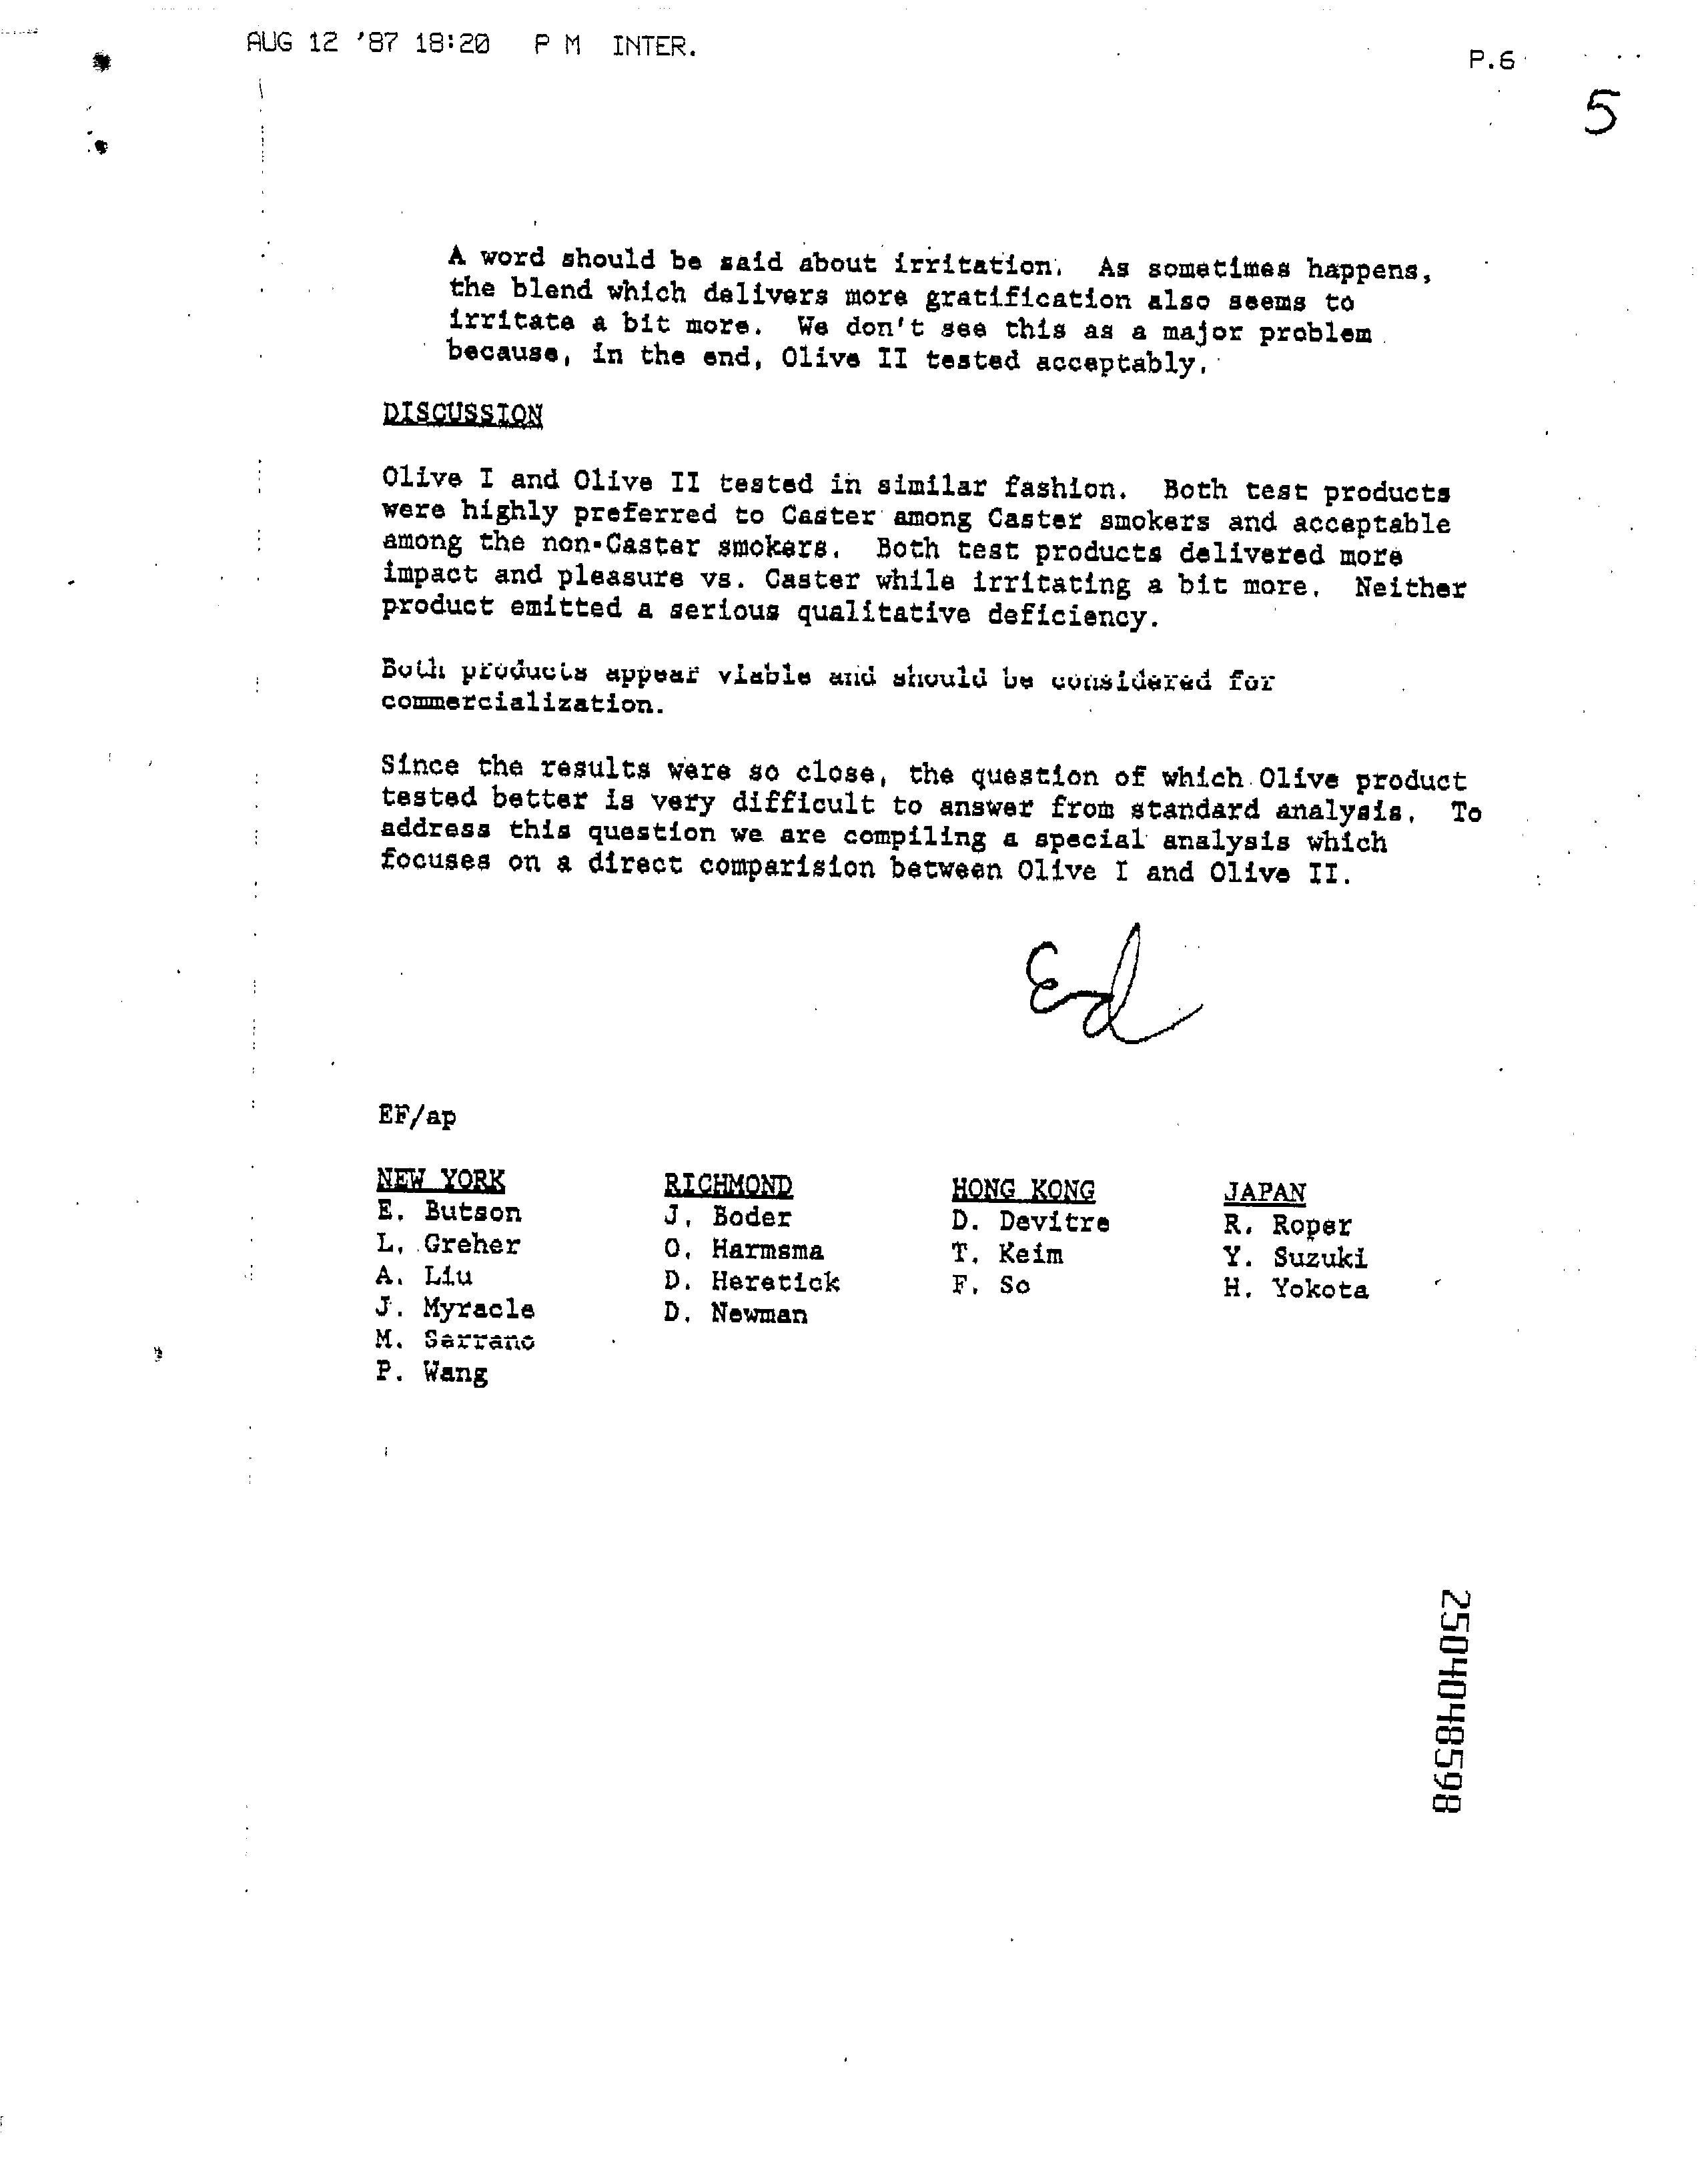 AUG 12 '87 18:20 P M INTER. P.6
5
A word should be said about irritation. As sometimes happens,
the blend which delivers more gratification also seems to
irritate a bit more. We don't see this as a major problem
because, in the end, Olive II tested acceptably.
DISCUSSION
Olive I and Olive II tested in similar fashion. Both test products
were highly preferred to Caster among Caster smokers and acceptable
among the non-Caster smokers. Both test products delivered more
impact and pleasure vs. Caster while irritating a bit more. Neither
product emitted a serious qualitative deficiency.
Both products appear viable and should be considered for
commercialization.
Since the results were so close, the question of which Olive product
tested better is very difficult to answer from standard analysis. To
address this question we are compiling a special analysis which
focuses on a direct comparision between Olive I and Olive II.
Ed
EF/ap
NEW YORK RICHMOND HONG KONG JAPAN
E. Butson J. Boder D. Devitre R. Roper
L. Greher O. Harmsma T. Keim Y. Suzuki
A. Liu D. Heretick F. So H. Yokota
J. Myracle D. Newman
M. Serrano
P. Wang
2504048598